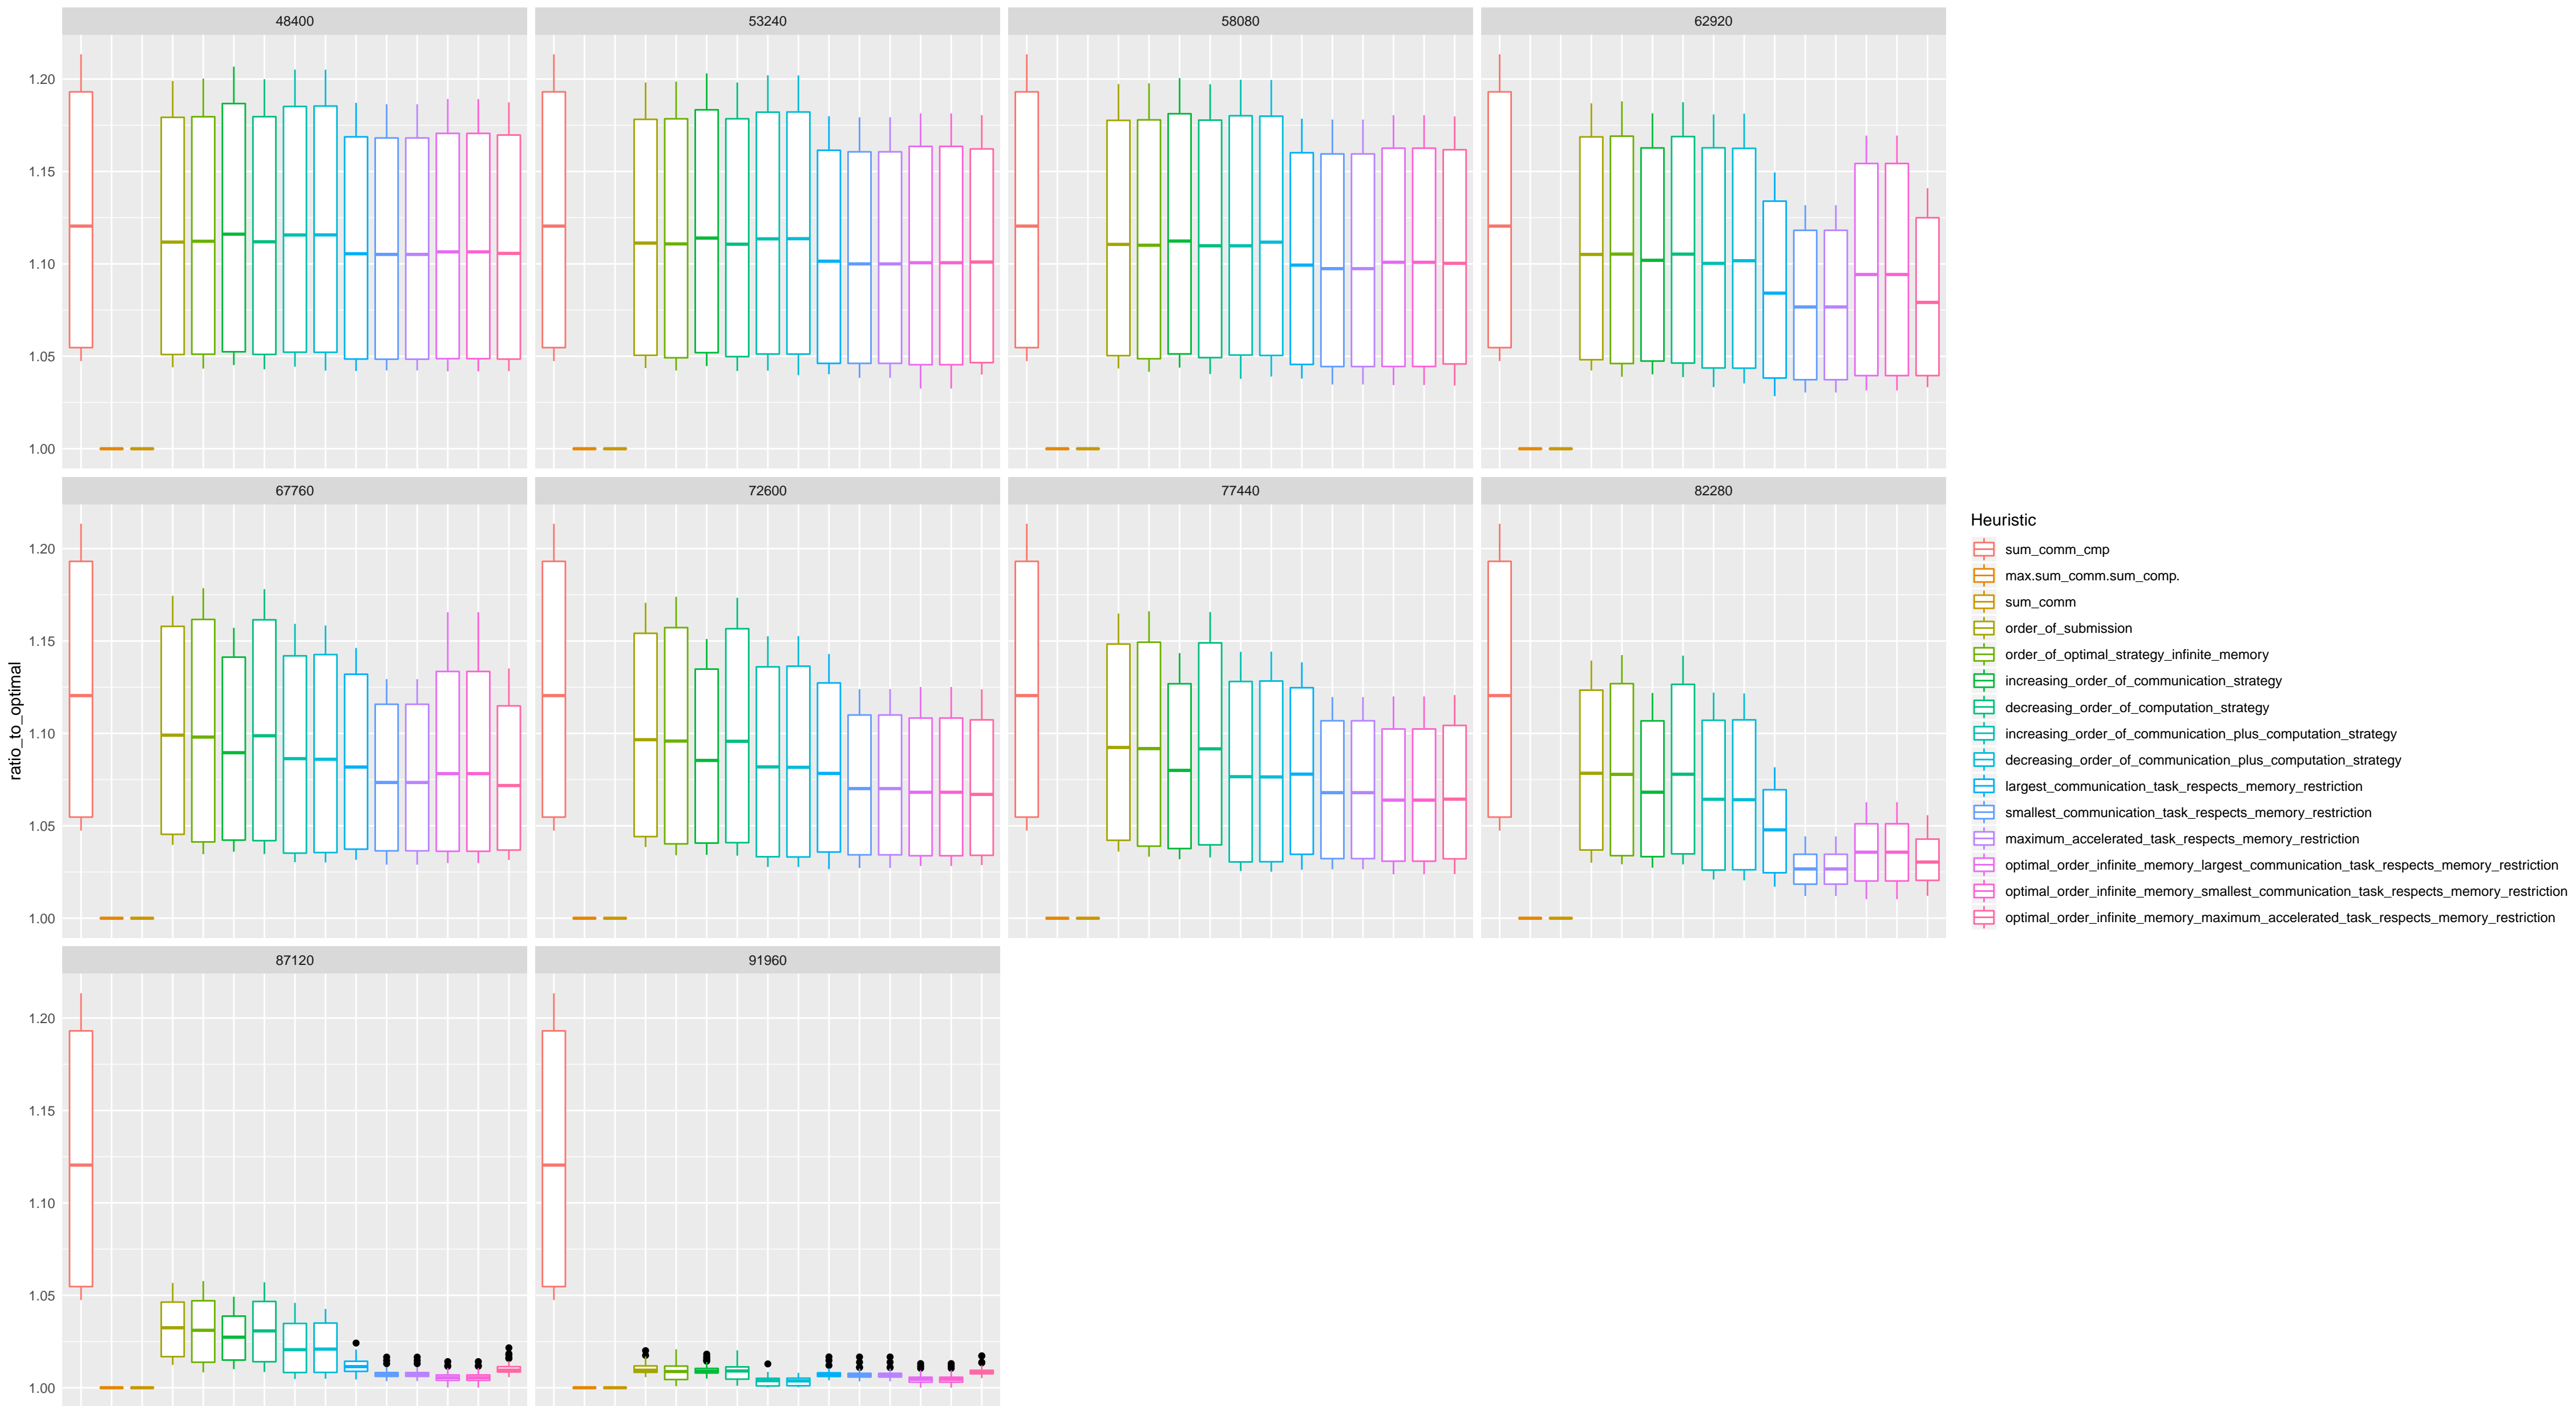 48400
53240
58080
62920
1.20
1.15
1.10
1.05
1.00
67760
72600
77440
82280
1.20
1.15
1.10
1.05
1.00
87120
91960
1.20
1.15
1.10
1.05
1.00
ratio_to_optimal
Heuristic
sum_comm_cmp
max.sum_comm.sum_comp.
sum_comm
order_of_submission
order_of_optimal_strategy_infinite_memory
increasing_order_of_communication_strategy
decreasing_order_of_computation_strategy
increasing_order_of_communication_plus_computation_strategy
decreasing_order_of_communication_plus_computation_strategy
largest_communication_task_respects_memory_restriction
smallest_communication_task_respects_memory_restriction
maximum_accelerated_task_respects_memory_restriction
optimal_order_infinite_memory_largest_communication_task_respects_memory_restriction
optimal_order_infinite_memory_smallest_communication_task_respects_memory_restriction
optimal_order_infinite_memory_maximum_accelerated_task_respects_memory_restriction